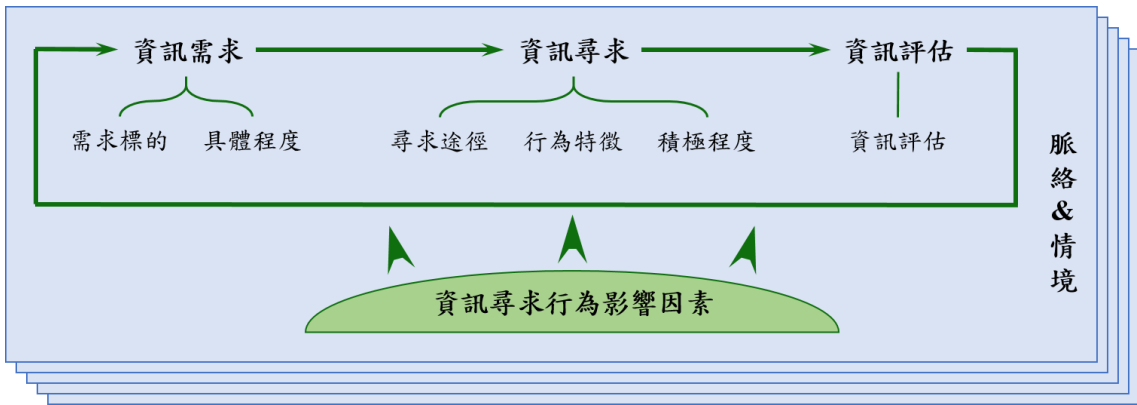 資訊需求
資訊尋求
資訊評估
需求標的
具體程度
尋求途徑
行為特徵
積極程度
資訊評估
脈絡&情境
資訊尋求行為影響因素